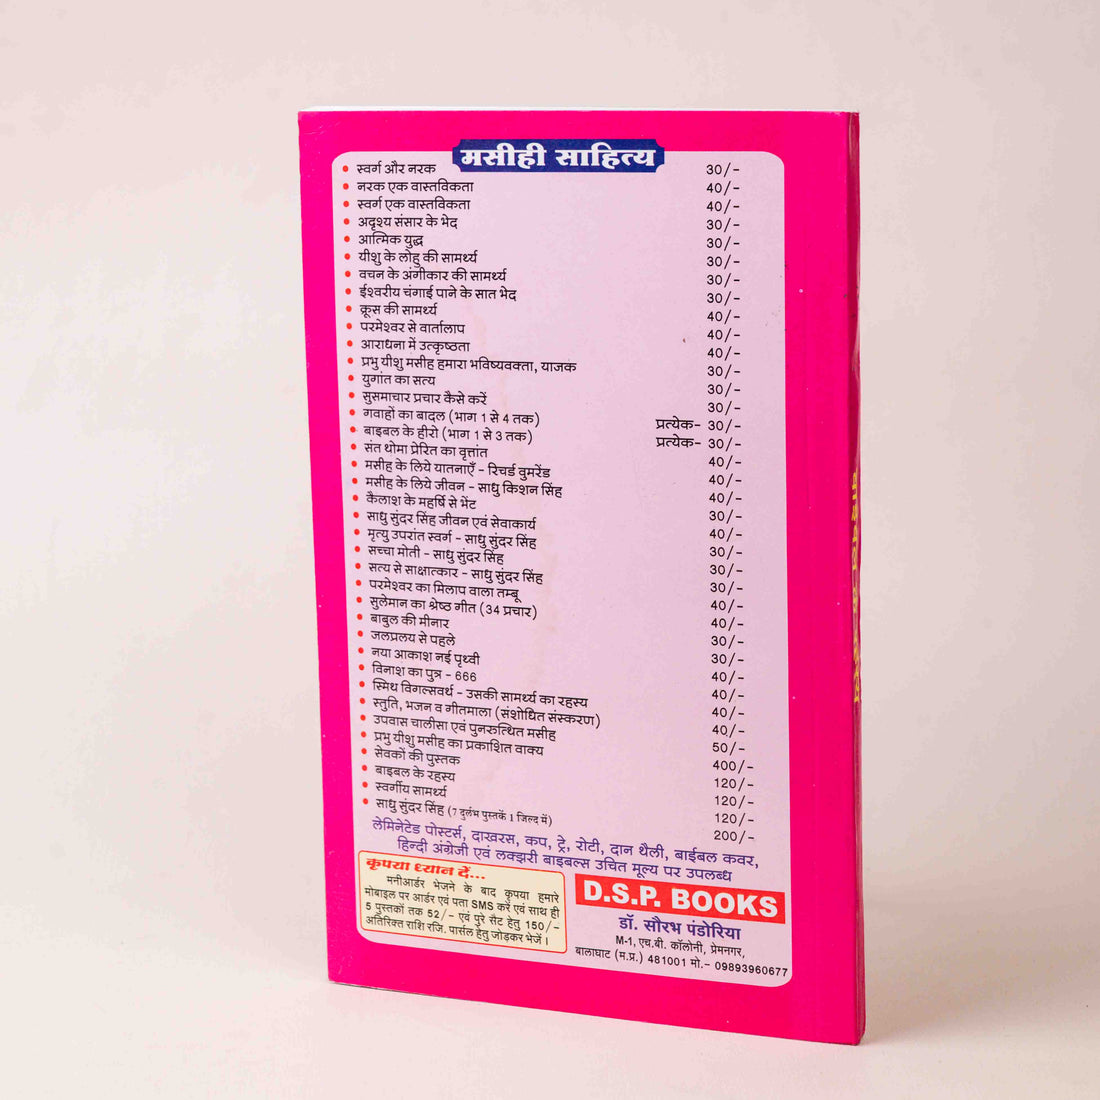 मसीही साहित्य
• स्वर्ग और नरक 30/-
• नरक एक वास्तविकता 40/-
• स्वर्ग एक वास्तविकता 40/-
• अदृश्य संसार के भेद 30/-
• आत्मिक युद्ध 30/-
• यीशु के लोहु की सामर्थ्य 30/-
• वचन के अंगीकार की सामर्थ्य 30/-
• ईश्वरीय चंगाई पाने के सात भेद 30/-
• क्रूस की सामर्थ्य 40/-
• परमेश्वर से वार्तालाप 40/-
• आराधना में उत्कृष्ठता 40/-
• प्रभु यीशु मसीह हमारा भविष्यवक्ता, याजक 30/-
• युगांत का सत्य 30/-
• सुसमाचार प्रचार कैसे करें 30/-
• गवाहों का बादल (भाग 1 से 4 तक) प्रत्येक- 30/-
• बाइबल के हीरो (भाग 1 से 3 तक) प्रत्येक- 30/-
• संत थोमा प्रेरित का वृत्तांत 40/-
• मसीह के लिये यातनाएँ - रिचर्ड वुमरेंड 40/-
• मसीह के लिये जीवन - साधु किशन सिंह 40/-
• कैलाश के महर्षि से भेंट 30/-
• साधु सुंदर सिंह जीवन एवं सेवाकार्य 40/-
• मृत्यु उपरांत स्वर्ग - साधु सुंदर सिंह 30/-
• सच्चा मोती - साधु सुंदर सिंह 30/-
• सत्य से साक्षात्कार - साधु सुंदर सिंह 30/-
• परमेश्वर का मिलाप वाला तम्बू 40/-
• सुलेमान का श्रेष्ठ गीत (34 प्रचार) 40/-
• बाबुल की मीनार 30/-
• जलप्रलय से पहले 30/-
• नया आकाश नई पृथ्वी 40/-
• विनाश का पुत्र - 666 40/-
• स्मिथ विगल्सवर्थ - उसकी सामर्थ्य का रहस्य 40/-
• स्तुति, भजन व गीतमाला (संशोधित संस्करण) 40/-
• उपवास चालीसा एवं पुनरुत्थित मसीह 50/-
• प्रभु यीशु मसीह का प्रकाशित वाक्य 400/-
• सेवकों की पुस्तक 120/-
• बाइबल के रहस्य 120/-
• स्वर्गीय सामर्थ्य 120/-
• साधु सुंदर सिंह (7 दुर्लभ पुस्तकें 1 जिल्द में) 200/-
लेमिनेटेड पोस्टर्स, दाखरस, कप, ट्रे, रोटी, दान थैली, बाईबल कवर,
हिन्दी अंग्रेजी एवं लक्झरी बाइबल्स उचित मूल्य पर उपलब्ध
कृपया ध्यान दें...
मनीआर्डर भेजने के बाद कृपया हमारे
मोबाइल पर आर्डर एवं पता SMS करें एवं साथ ही
5 पुस्तकों तक 52/- एवं पुरे सैट हेतु 150/-
अतिरिक्त राशि रजि. पार्सल हेतु जोड़कर भेजें।
D.S.P. BOOKS
डॉ. सौरभ पंडोरिया
M-1, एच.बी. कॉलोनी, प्रेमनगर,
बालाघाट (म.प्र.) 481001 मो.- 09893960677